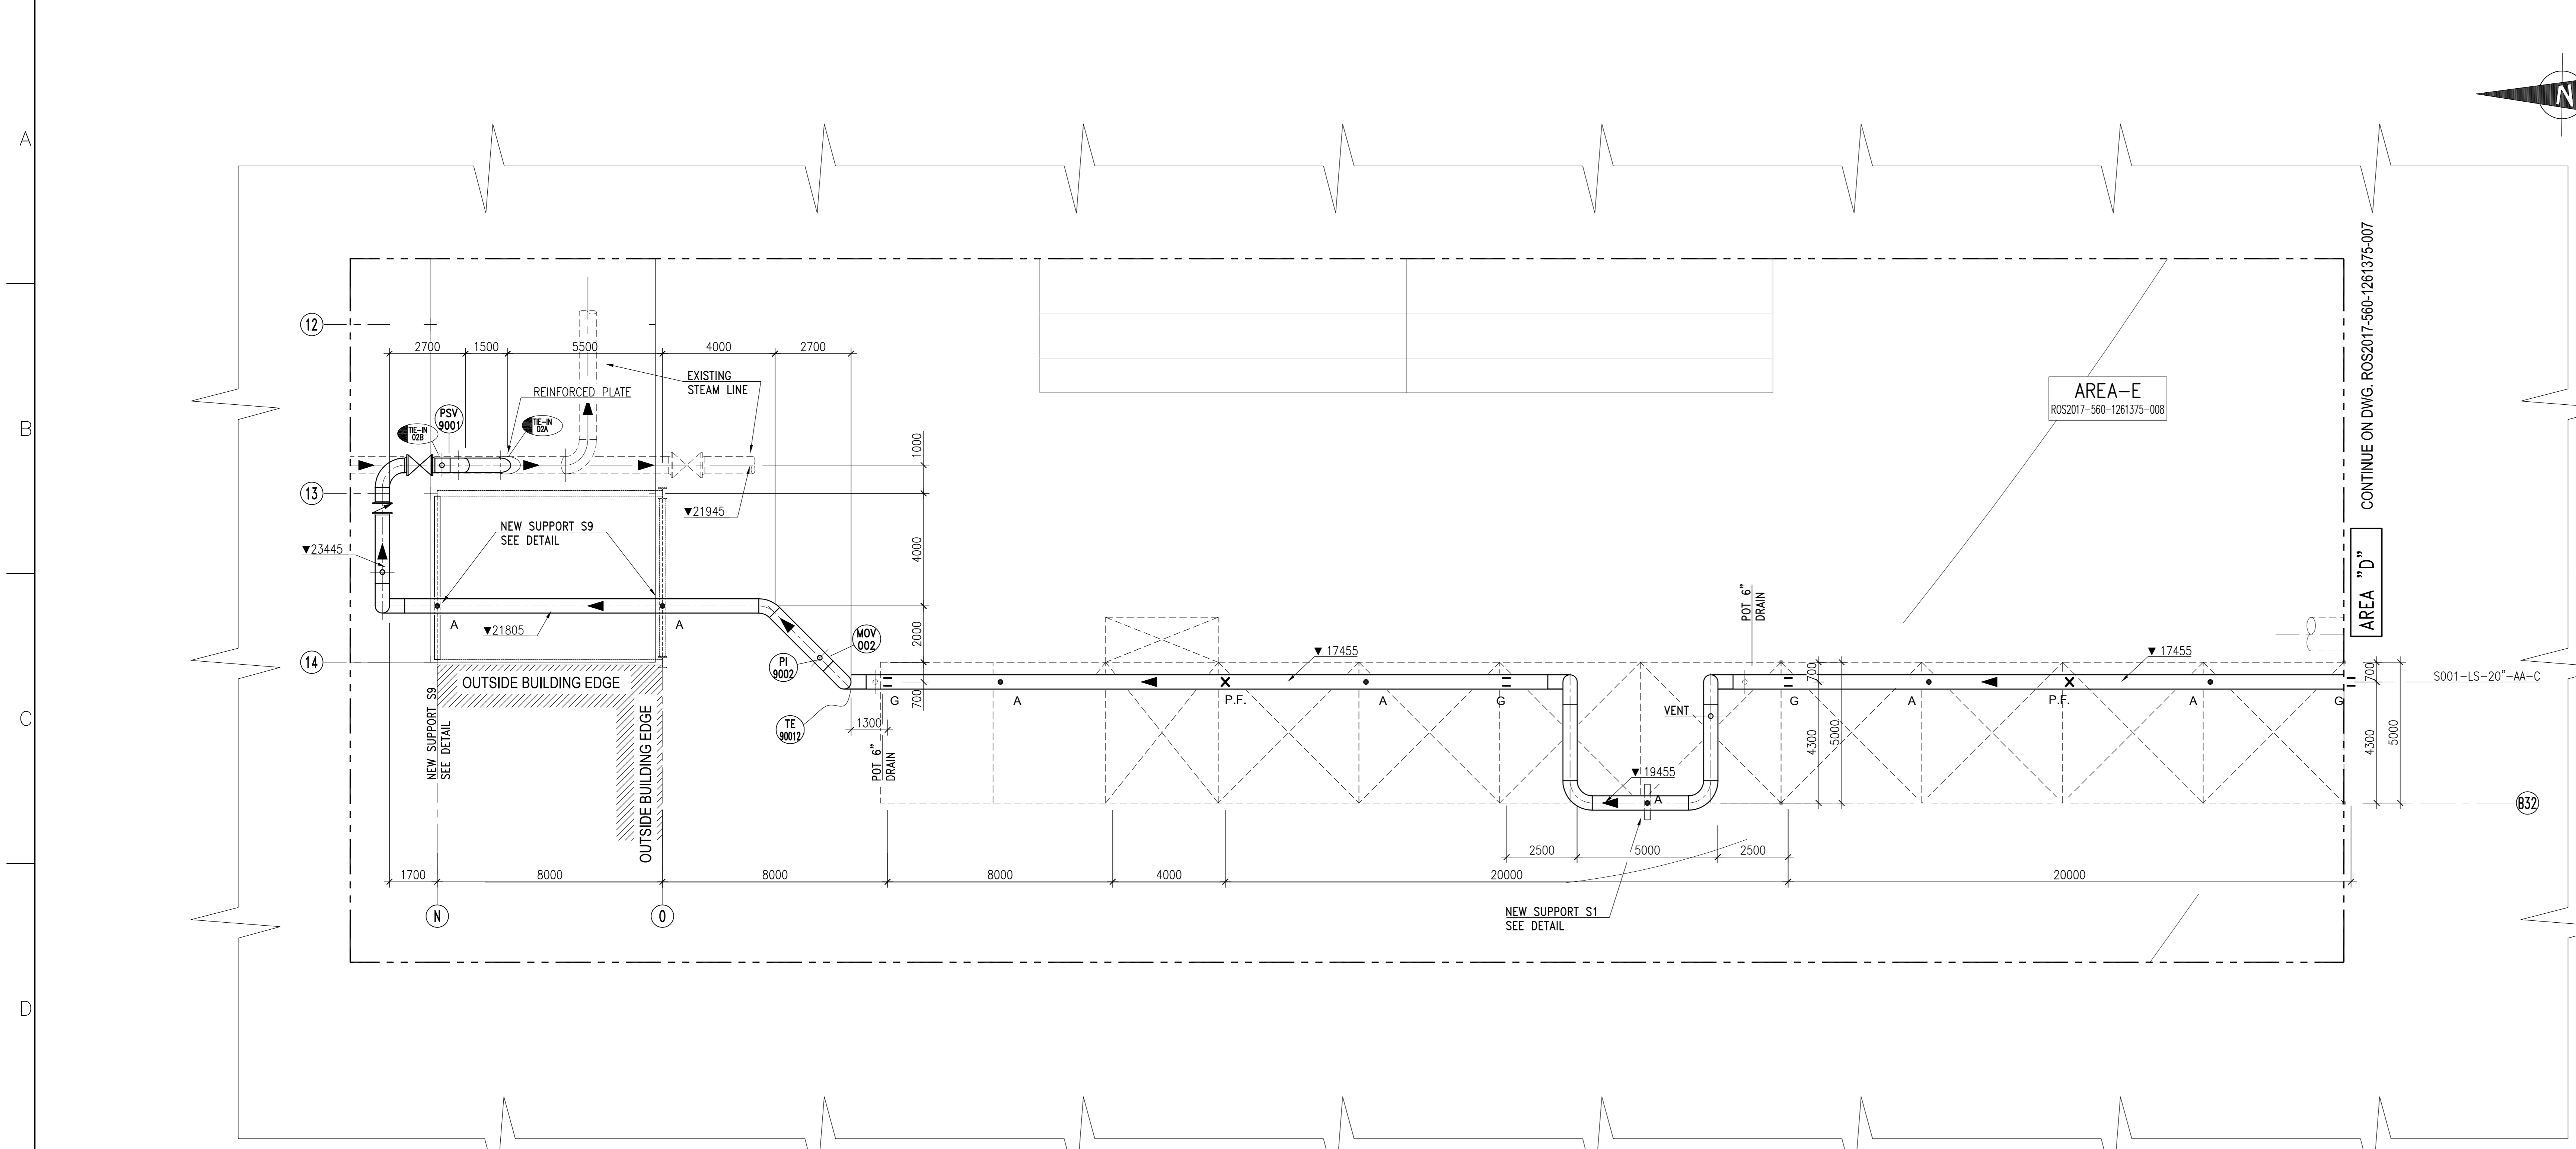 N
A
B
C
D
CONTINUE ON DWG. ROS2017-560-1261375-007
AREA "D"
AREA-E
ROS2017-560-1261375-008
12
13
14
2700
1500
5500
4000
2700
EXISTING
STEAM LINE
REINFORCED PLATE
PSV
9001
TIE-IN
02B
TIE-IN
02A
1000
4000
2000
700
▼21945
▼23445
NEW SUPPORT S9
SEE DETAIL
A
A
▼21805
MOV
002
PI
9002
TE
90012
1300
POT 6"
DRAIN
OUTSIDE BUILDING EDGE
OUTSIDE BUILDING EDGE
NEW SUPPORT S9
SEE DETAIL
G
A
P.F.
▼ 17455
A
G
POT 6"
DRAIN
VENT
▼ 19455
A
G
700
4300
5000
A
P.F.
▼ 17455
A
G
700
4300
5000
S001-LS-20"-AA-C
B32
2500
5000
2500
1700
8000
8000
8000
4000
20000
20000
N
O
NEW SUPPORT S1
SEE DETAIL